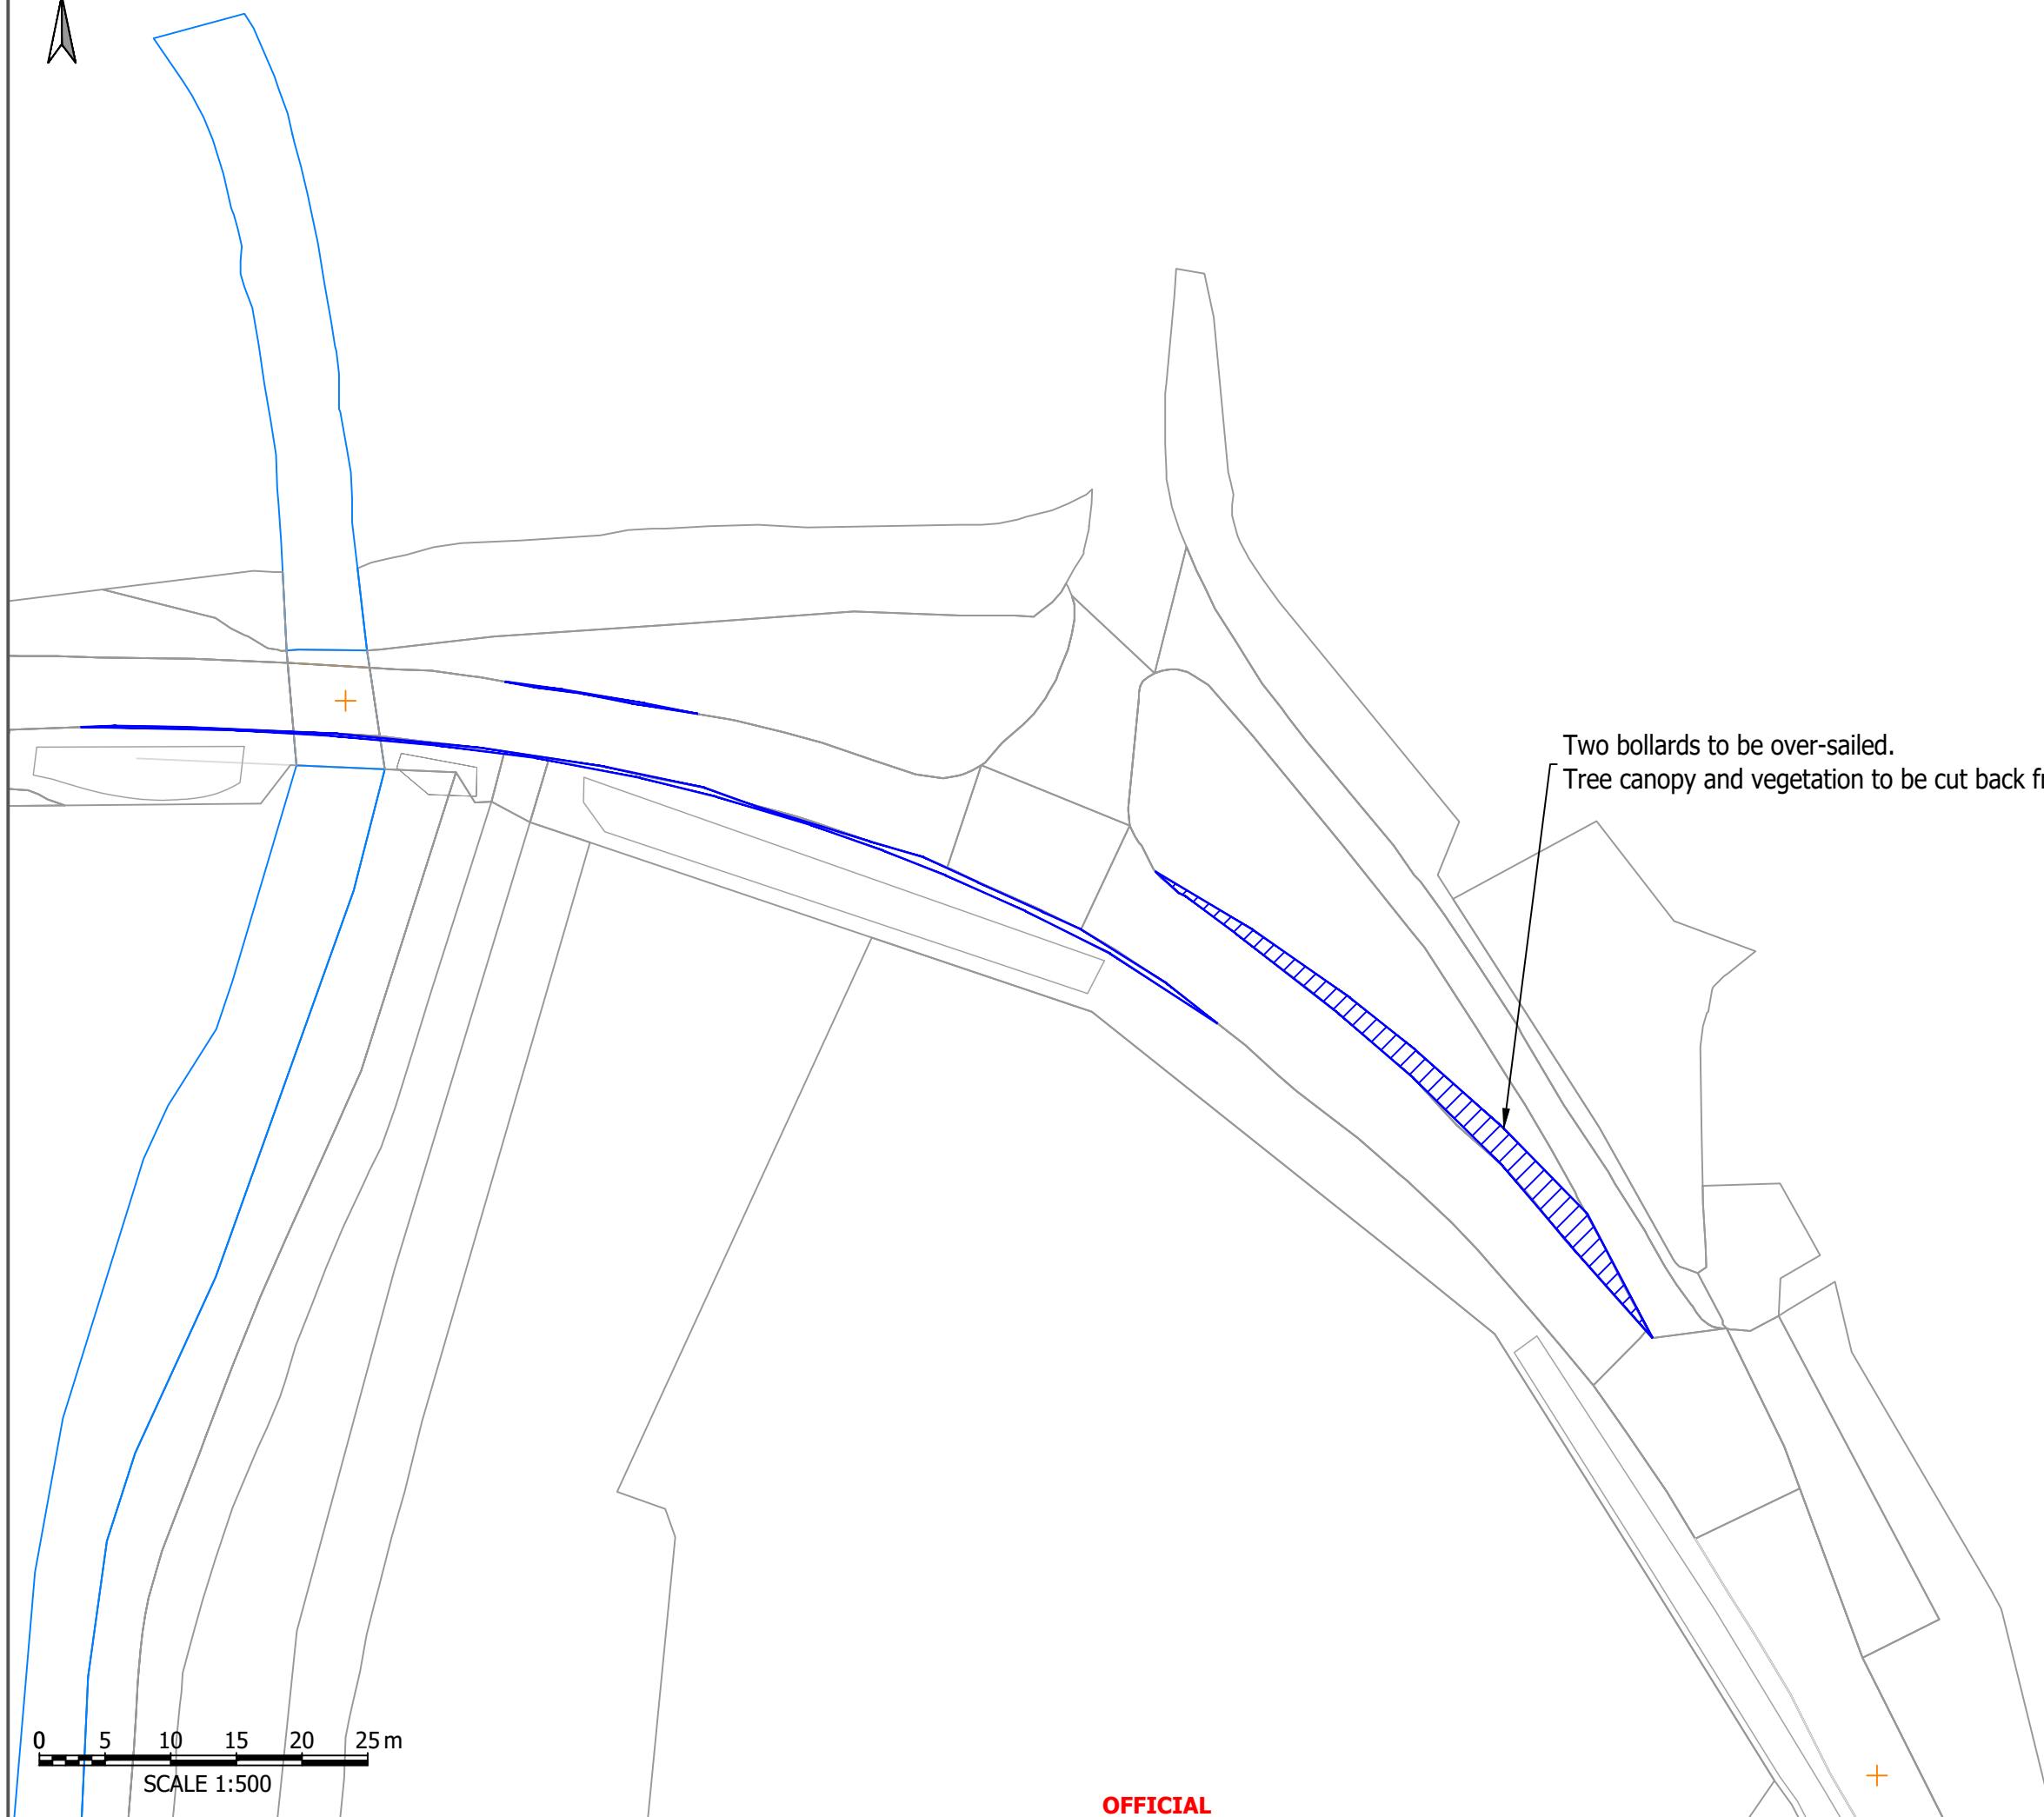 Two bollards to be over-sailed.
Tree canopy and vegetation to be cut back
0 5 10 15 20 25 m
SCALE 1:500
OFFICIAL